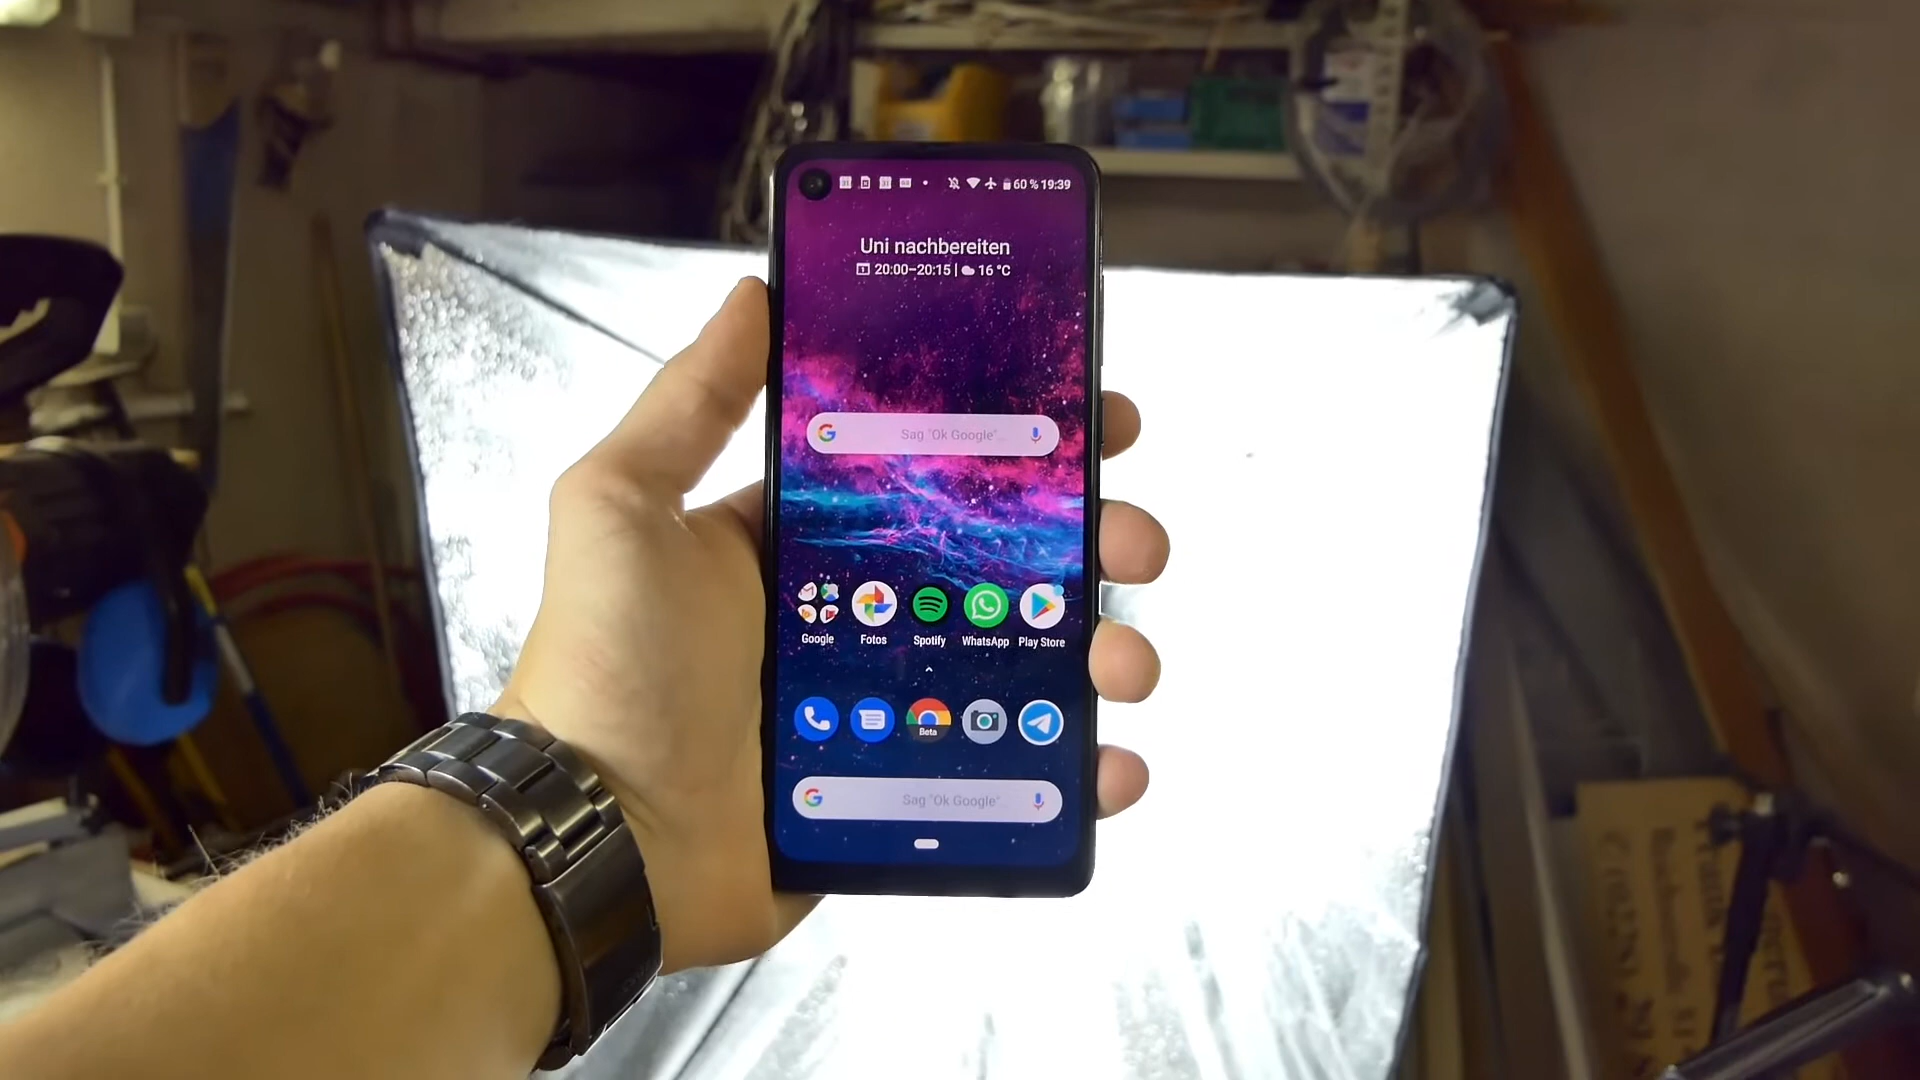 60 % 19:39
Uni nachbereiten
20:00–20:15 | 16 °C
Sag "Ok Google"...
Google Fotos Spotify WhatsApp Play Store
Beta
Sag "Ok Google"...